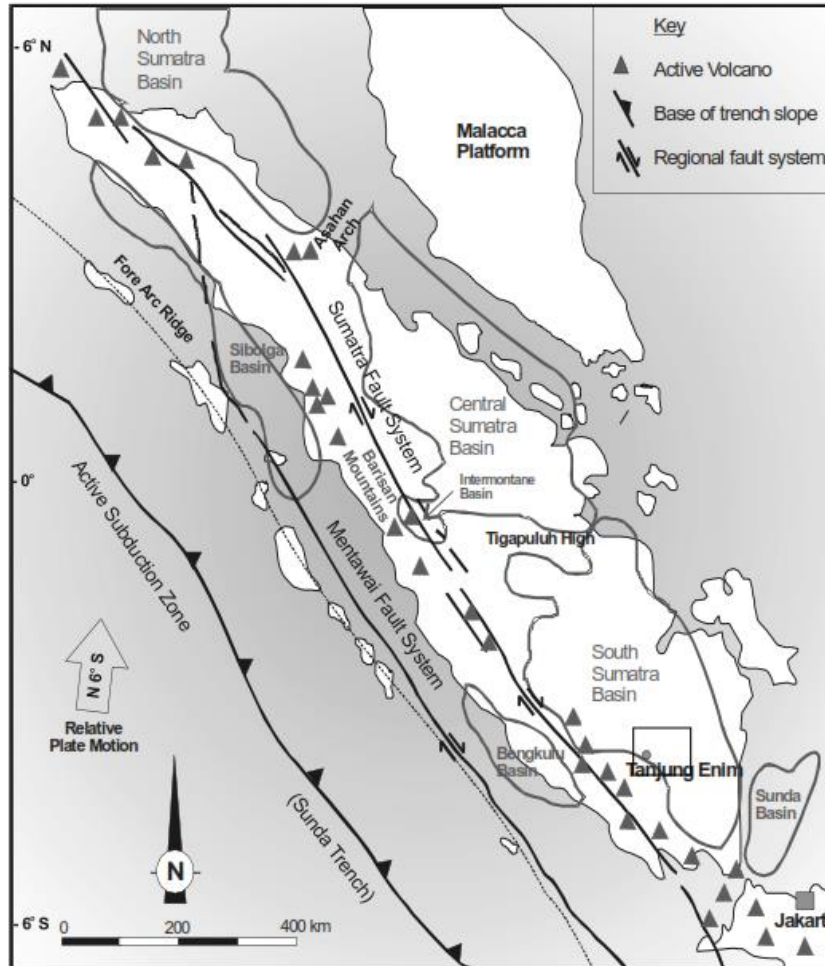 6° N
North
Sumatra
Basin
Key
Active Volcano
Base of trench slope
Regional fault system
Malacca
Platform
Asahan
Arch
Fore Arc Ridge
Sibolga
Basin
Sumatra Fault System
Central
Sumatra
Basin
Barisan
Mountains
Intermontane
Basin
0°
Active Subduction Zone
Mentawai Fault System
Tigapuluh High
South
Sumatra
Basin
N 6° S
Relative
Plate Motion
Bengkulu
Basin
Tanjung Enim
Sunda
Basin
(Sunda Trench)
N
6° S
0 200 400 km
Jakart